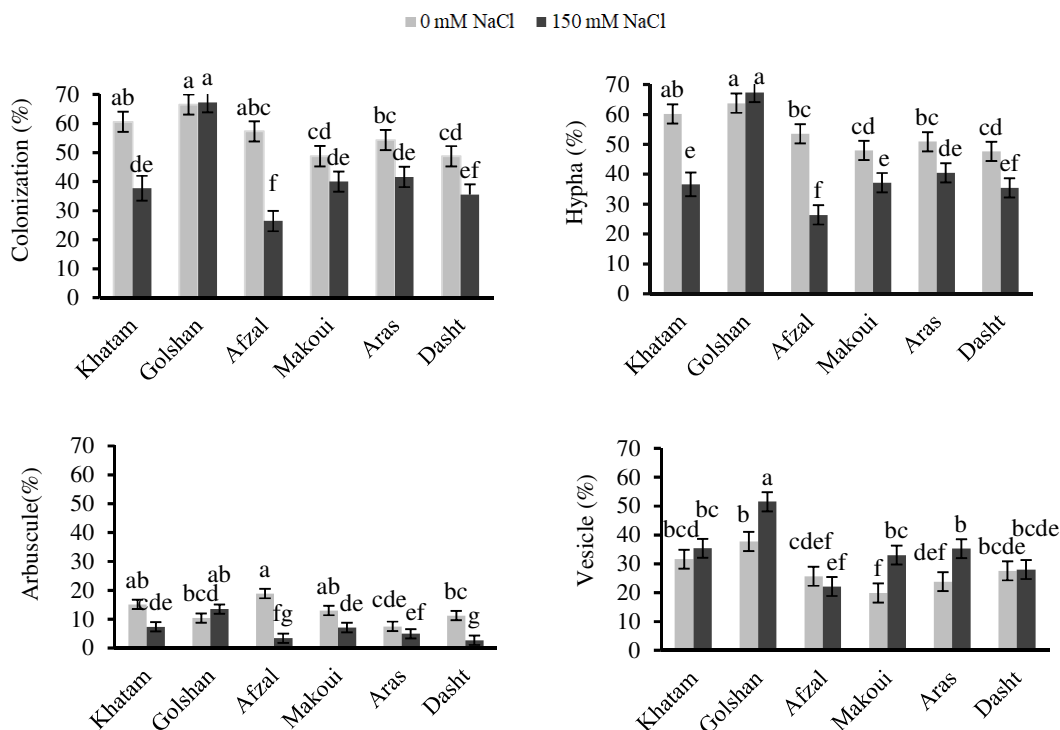 0 mM NaCl 150 mM NaCl
Colonization (%)
70
60
50
40
30
20
10
0
ab de a a abc f cd de bc de cd ef
Khatam Golshan Afzal Makoui Aras Dasht
Hypha (%)
70
60
50
40
30
20
10
0
ab e a a bc f cd e bc de cd ef
Khatam Golshan Afzal Makoui Aras Dasht
Arbuscule(%)
70
60
50
40
30
20
10
0
ab cde bcd ab a fg ab de cde ef bc g
Khatam Golshan Afzal Makoui Aras Dasht
Vesicle (%)
70
60
50
40
30
20
10
0
bcd bc b a cdef ef f bc def b bcde bcde
Khatam Golshan Afzal Makoui Aras Dasht